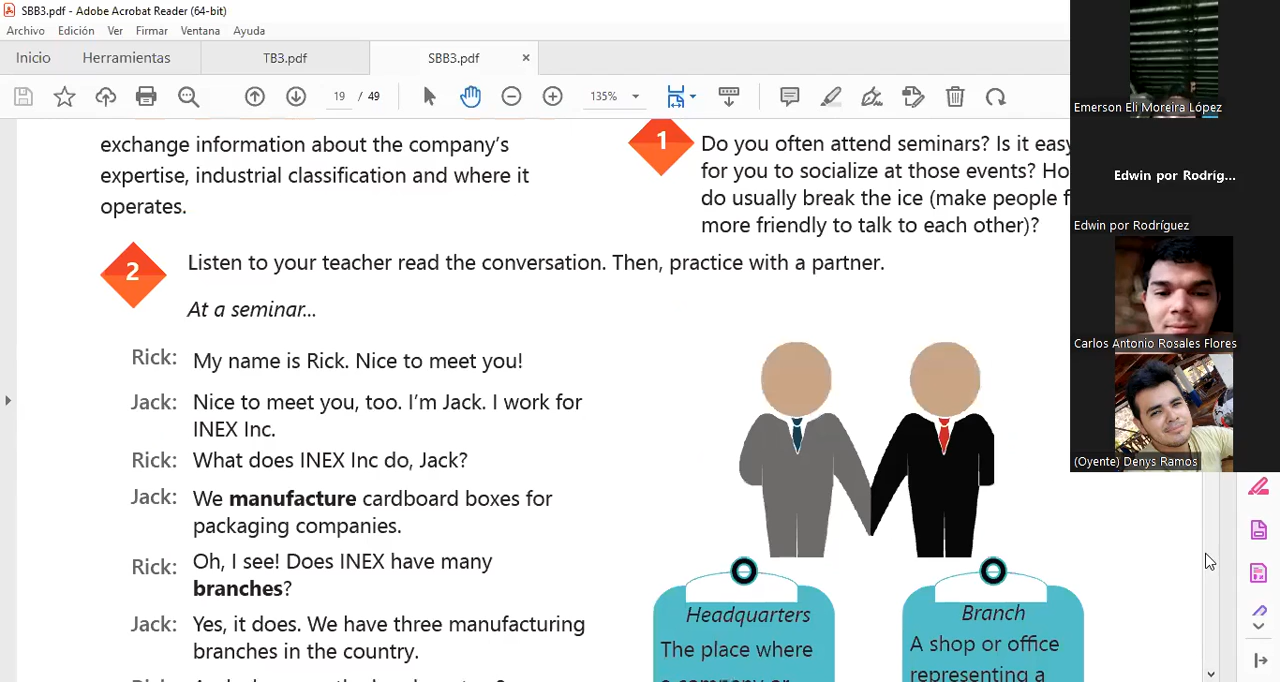 SBB3.pdf - Adobe Acrobat Reader (64-bit)
Archivo Edición Ver Firmar Ventana Ayuda
Inicio Herramientas TB3.pdf SBB3.pdf ×
19 / 49 135%
exchange information about the company's
expertise, industrial classification and where it
operates.
1
Do you often attend seminars? Is it easy
for you to socialize at those events? Ho
do usually break the ice (make people f
more friendly to talk to each other)?
2
Listen to your teacher read the conversation. Then, practice with a partner.
At a seminar...
Rick: My name is Rick. Nice to meet you!
Jack: Nice to meet you, too. I'm Jack. I work for
INEX Inc.
Rick: What does INEX Inc do, Jack?
Jack: We manufacture cardboard boxes for
packaging companies.
Rick: Oh, I see! Does INEX have many
branches?
Jack: Yes, it does. We have three manufacturing
branches in the country.
Headquarters
The place where
a company or
Branch
A shop or office
representing a
Emerson Eli Moreira López
Edwin por Rodríg...
Edwin por Rodríguez
Carlos Antonio Rosales Flores
(Oyente) Denys Ramos